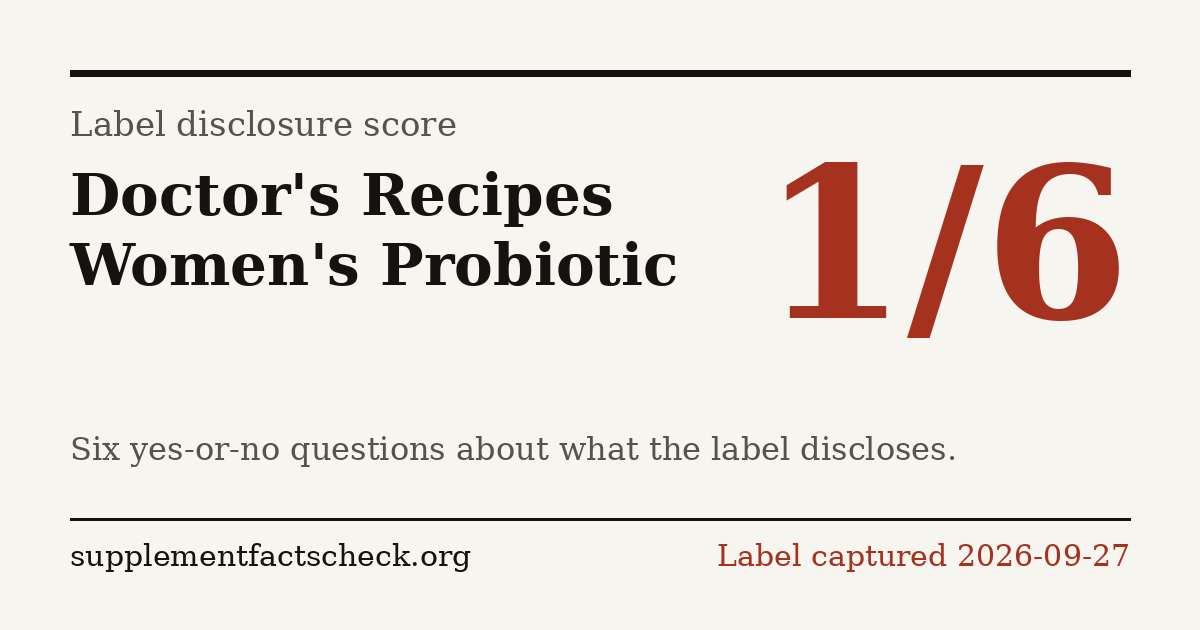 Label disclosure score
Doctor's Recipes
Women's Probiotic
1/6
Six yes-or-no questions about what the label discloses.
supplementfactscheck.org
Label captured 2026-09-27